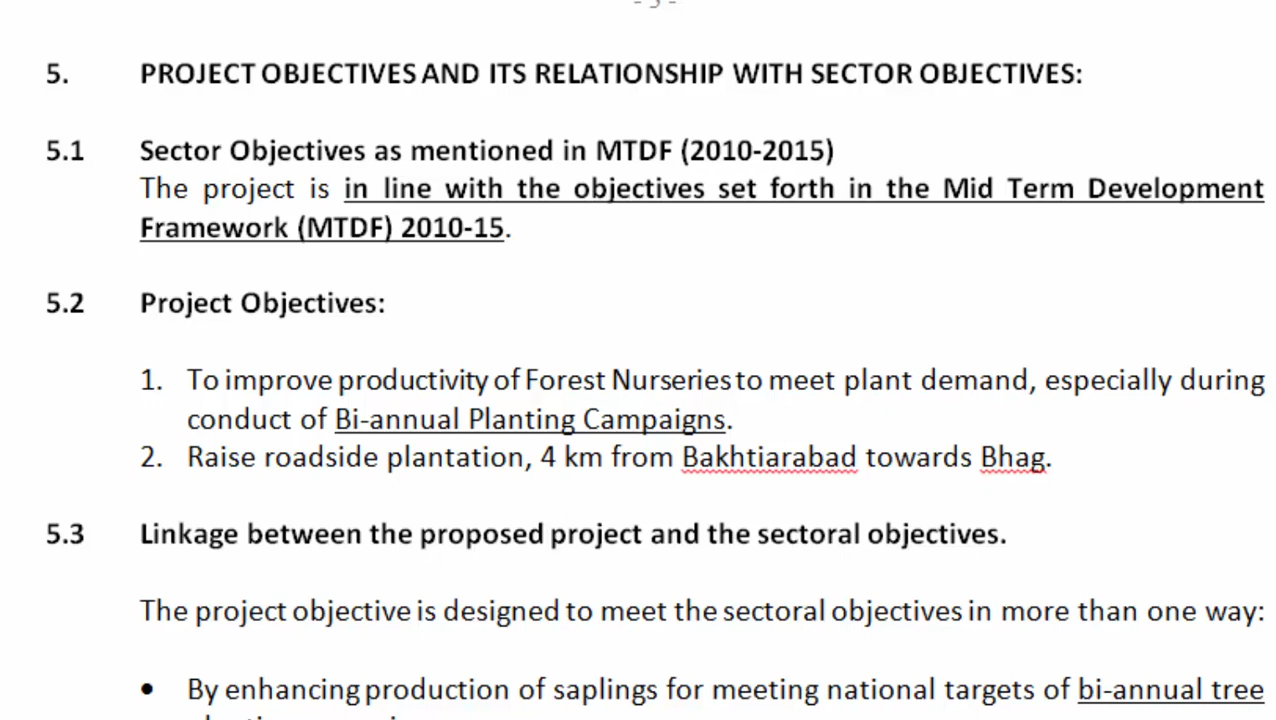 5. PROJECT OBJECTIVES AND ITS RELATIONSHIP WITH SECTOR OBJECTIVES:
5.1 Sector Objectives as mentioned in MTDF (2010-2015)
The project is in line with the objectives set forth in the Mid Term Development
Framework (MTDF) 2010-15.
5.2 Project Objectives:
1. To improve productivity of Forest Nurseries to meet plant demand, especially during
conduct of Bi-annual Planting Campaigns.
2. Raise roadside plantation, 4 km from Bakhtiarabad towards Bhag.
5.3 Linkage between the proposed project and the sectoral objectives.
The project objective is designed to meet the sectoral objectives in more than one way:
• By enhancing production of saplings for meeting national targets of bi-annual tree